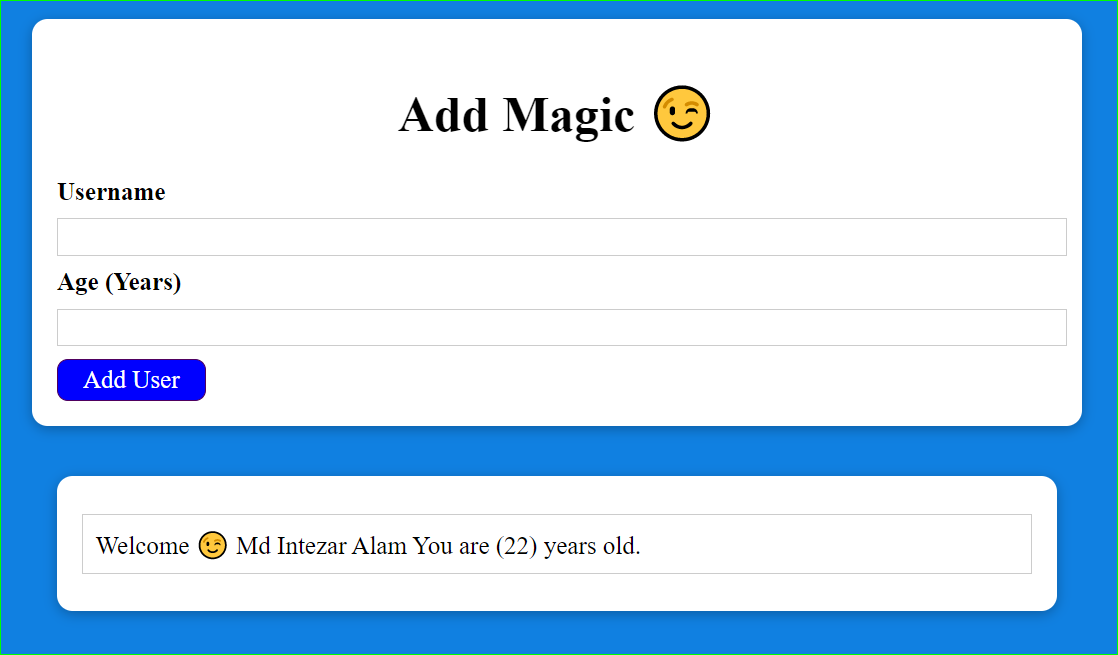 Add Magic 😉
Username
Age (Years)
Add User
Welcome 😉 Md Intezar Alam You are (22) years old.